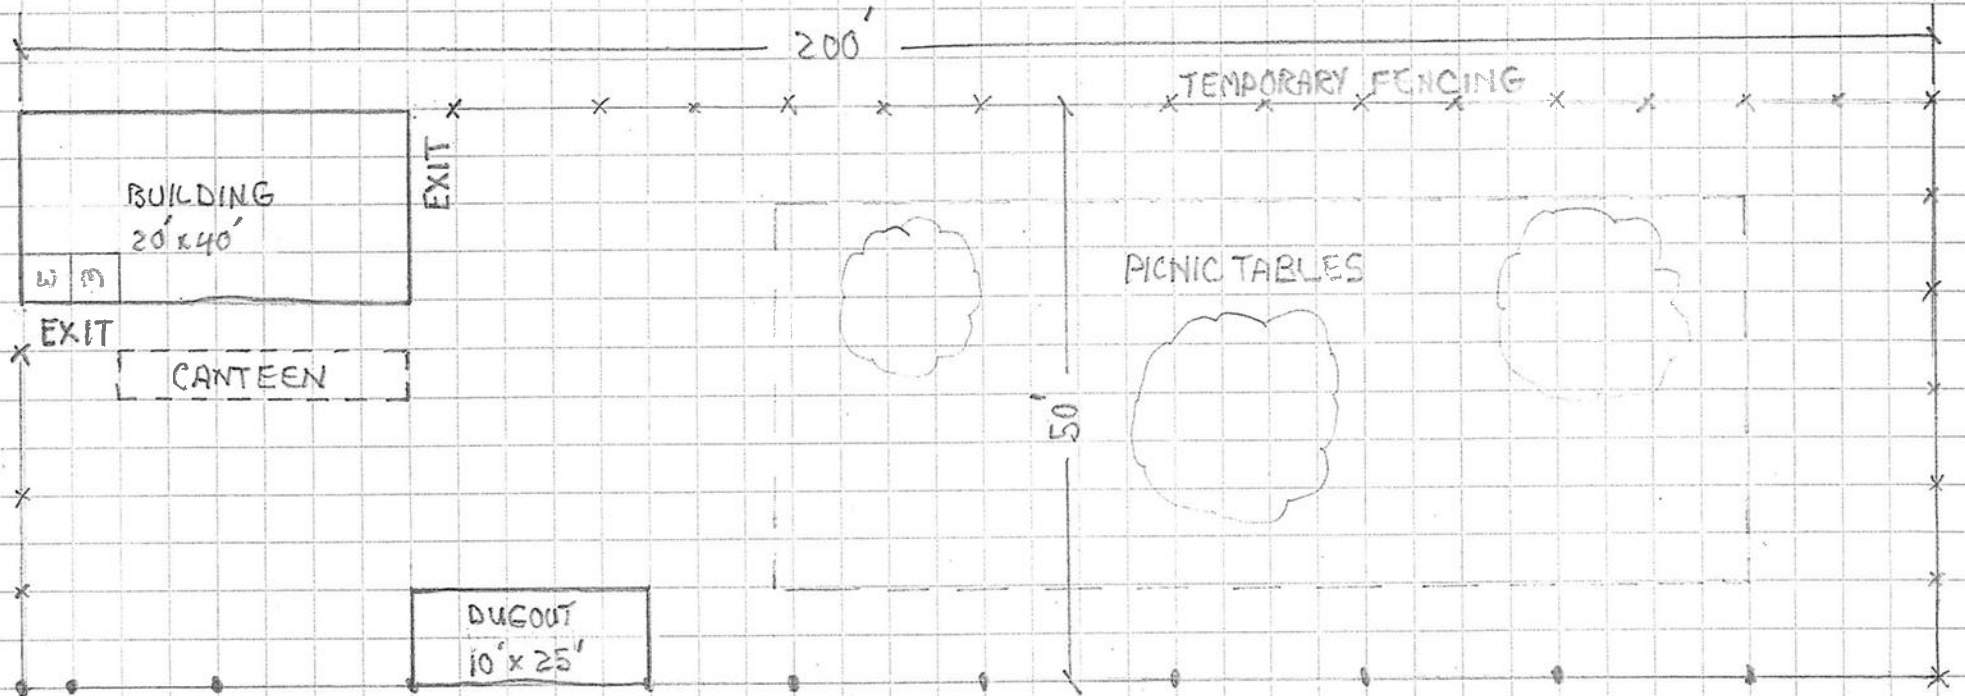 200'
TEMPORARY FENCING
EXIT
BUILDING
20' x 40'
W M
PICNIC TABLES
EXIT
CANTEEN
50'
DUGOUT
10' x 25'